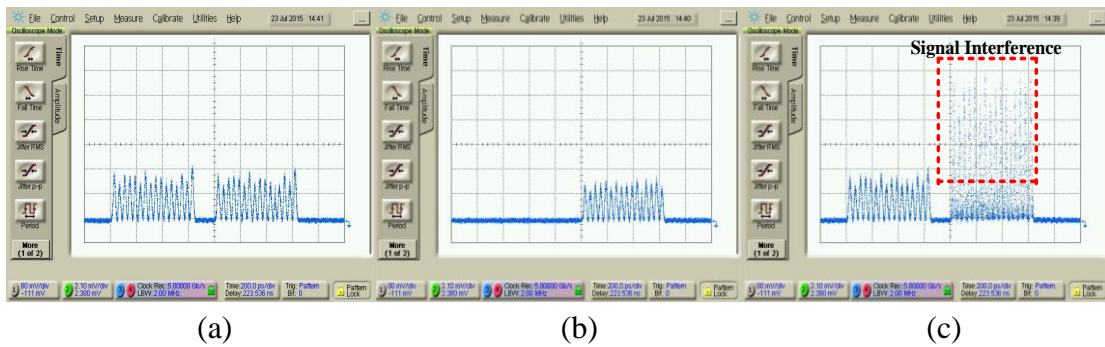 File Control Setup Measure Calibrate Utilities Help 23 Jul 2015 14:41
Oscilloscope Mode
Time
Rise Time
Amplitude
Fall Time
Jitter RMS
Jitter p-p
Period
More
(1 of 2)
80 mV/div
-111 mV
2.10 mV/div
2.380 mV
Clock Rec: 5.00000 Gb/s
LBW: 2.00 MHz
Time:200.0 ps/div
Delay:223.536 ns
Trig: Pattern
Bit: 0
Pattern
Lock
(a)
File Control Setup Measure Calibrate Utilities Help 23 Jul 2015 14:40
Oscilloscope Mode
Time
Rise Time
Amplitude
Fall Time
Jitter RMS
Jitter p-p
Period
More
(1 of 2)
80 mV/div
-111 mV
2.10 mV/div
2.380 mV
Clock Rec: 5.00000 Gb/s
LBW: 2.00 MHz
Time:200.0 ps/div
Delay:223.536 ns
Trig: Pattern
Bit: 0
Pattern
Lock
(b)
File Control Setup Measure Calibrate Utilities Help 23 Jul 2015 14:39
Oscilloscope Mode
Signal Interference
Time
Rise Time
Amplitude
Fall Time
Jitter RMS
Jitter p-p
Period
More
(1 of 2)
80 mV/div
-111 mV
2.10 mV/div
2.380 mV
Clock Rec: 5.00000 Gb/s
LBW: 2.00 MHz
Time:200.0 ps/div
Delay:223.536 ns
Trig: Pattern
Bit: 0
Pattern
Lock
(c)